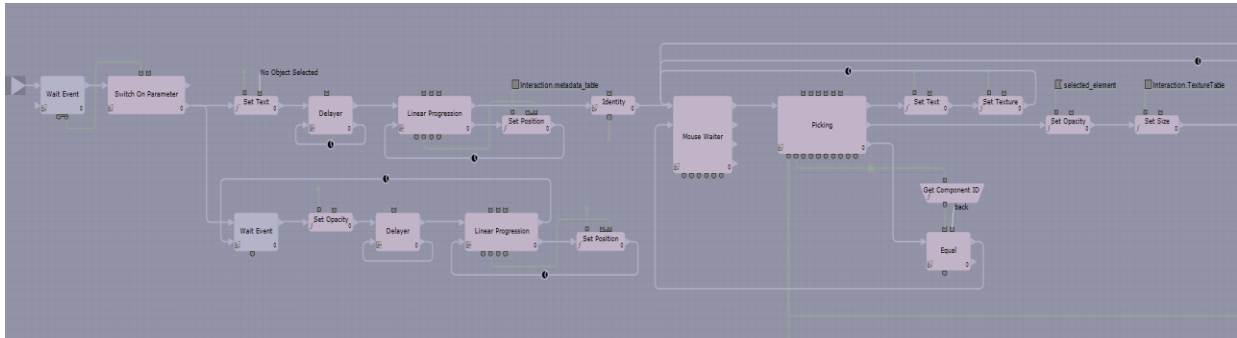 No Object Selected
Interaction.metadata_table
selected_element
Interaction.TextureTable
Wait Event
Switch On Parameter
Set Text
Delayer
Linear Progression
Set Position
Identity
Mouse Waiter
Picking
Set Text
Set Texture
Set Opacity
Set Size
Get Component ID
back
Wait Event
Set Opacity
Delayer
Linear Progression
Set Position
Equal